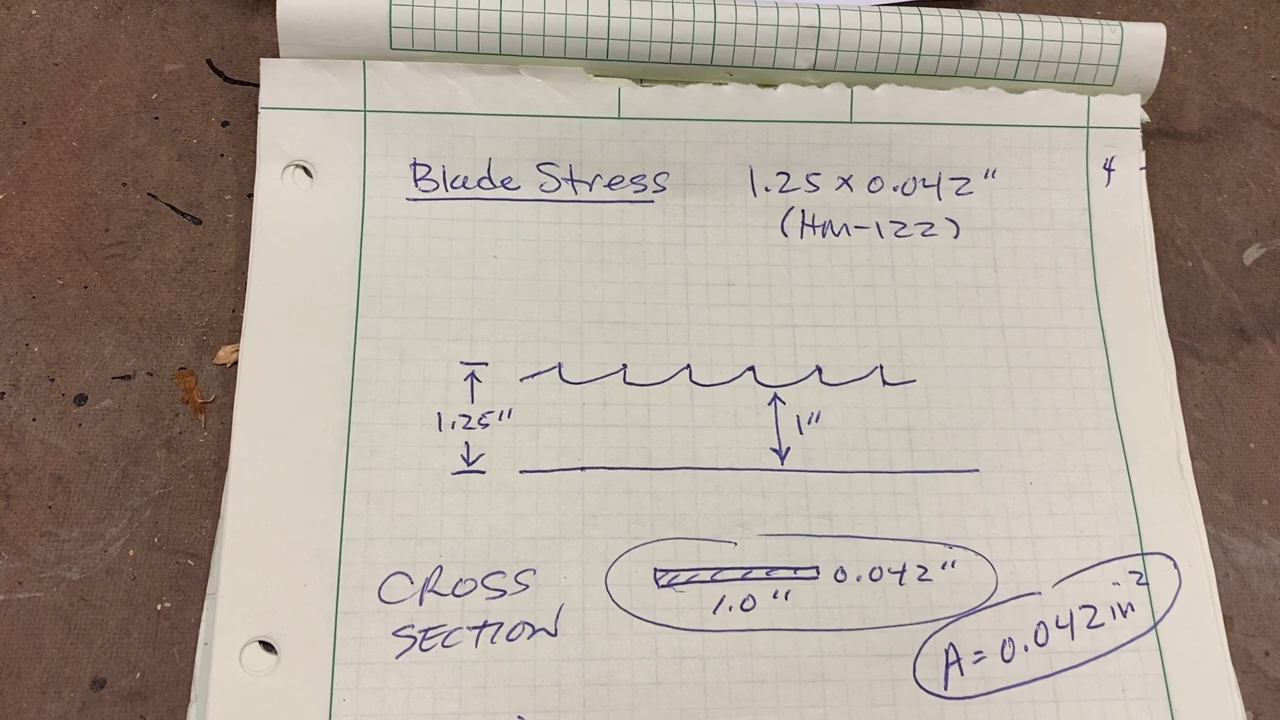 Blade Stress 1.25 x 0.042"
(HM-122)
4
1.25"
1"
CROSS
SECTION
0.042"
1.0"
A = 0.042 in²